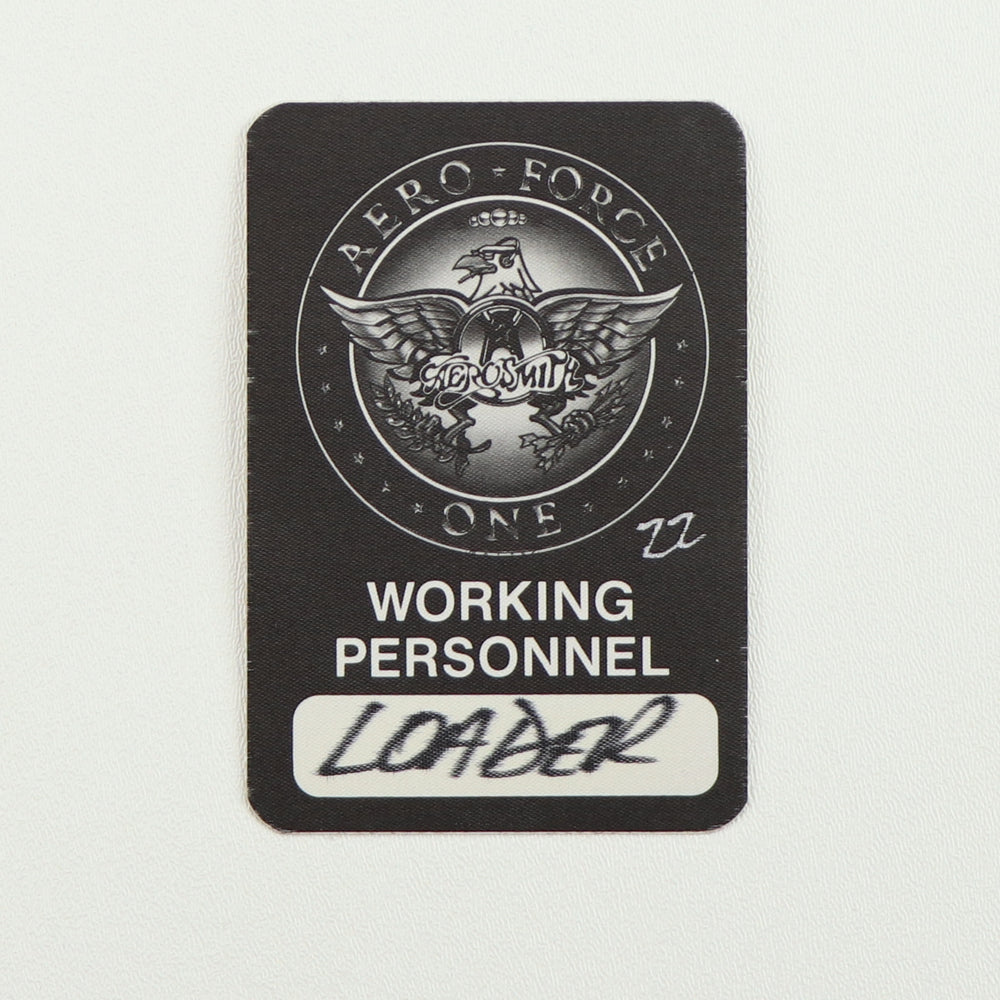 AERO-FORCE
AEROSMITH
ONE
22
WORKING
PERSONNEL
LOADER